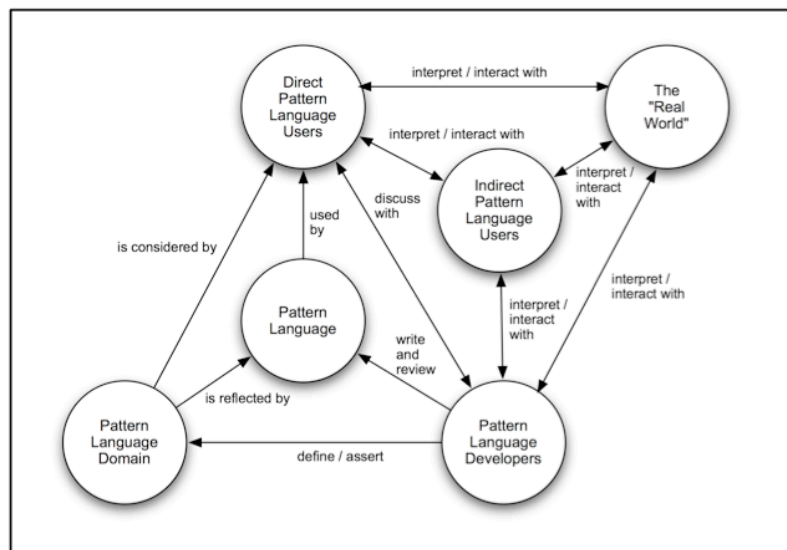 Direct
Pattern
Language
Users
interpret / interact with
The
"Real
World"
interpret / interact with
Indirect
Pattern
Language
Users
interpret /
interact
with
used
by
discuss
with
is considered by
Pattern
Language
interpret /
interact
with
interpret /
interact with
write
and
review
is reflected by
Pattern
Language
Domain
define / assert
Pattern
Language
Developers